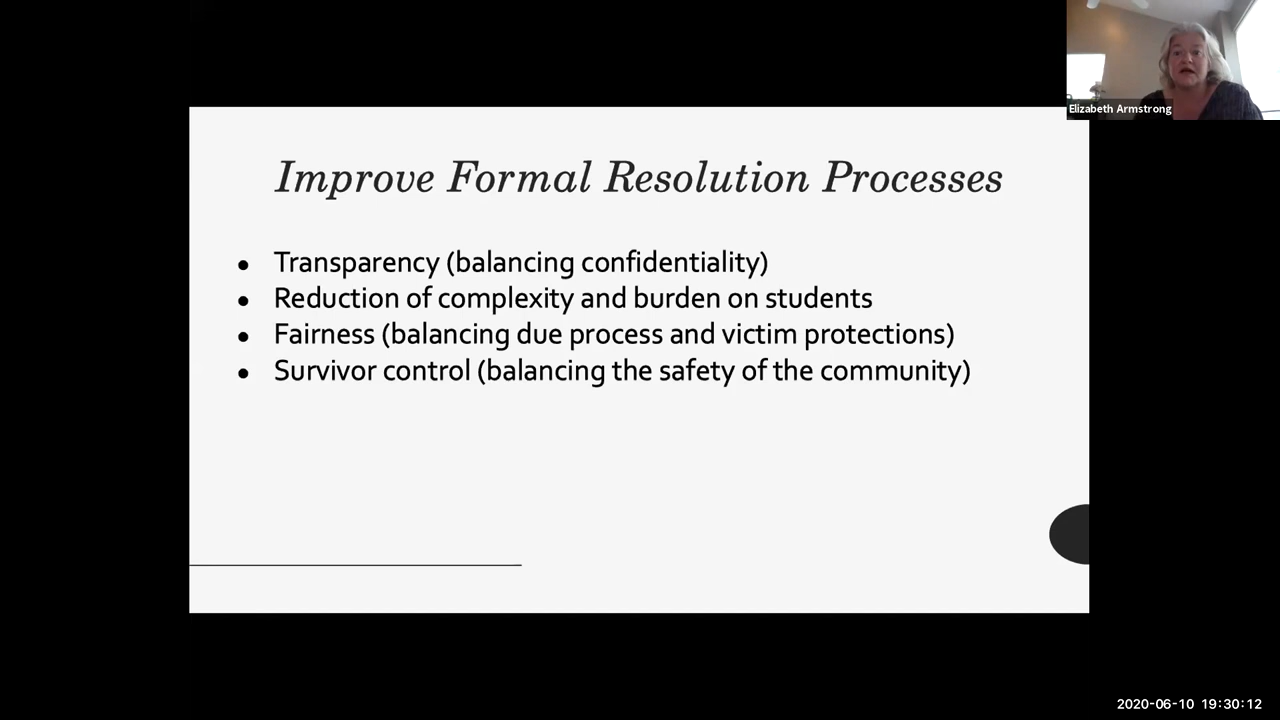 Elizabeth Armstrong
Improve Formal Resolution Processes
● Transparency (balancing confidentiality)
● Reduction of complexity and burden on students
● Fairness (balancing due process and victim protections)
● Survivor control (balancing the safety of the community)
2020-06-10 19:30:12